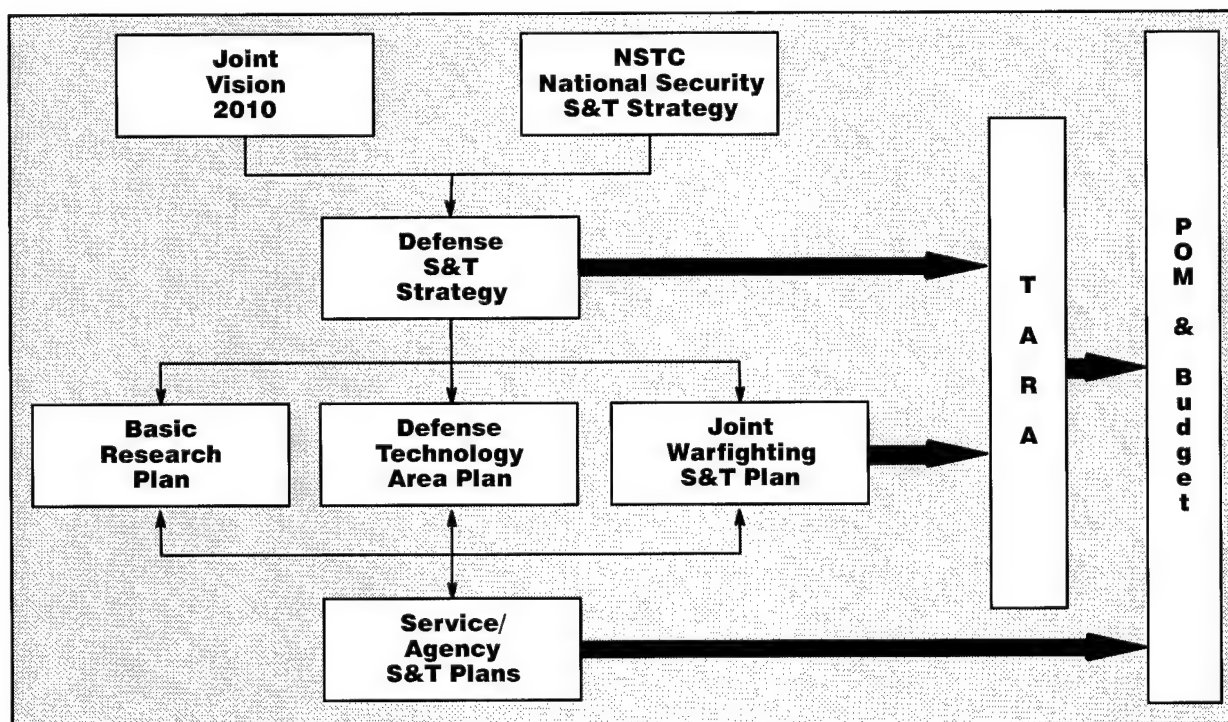 Joint
Vision
2010
NSTC
National Security
S&T Strategy
Defense
S&T
Strategy
Basic
Research
Plan
Defense
Technology
Area Plan
Joint
Warfighting
S&T Plan
Service/
Agency
S&T Plans
T
A
R
A
P
O
M
&
B
u
d
g
e
t